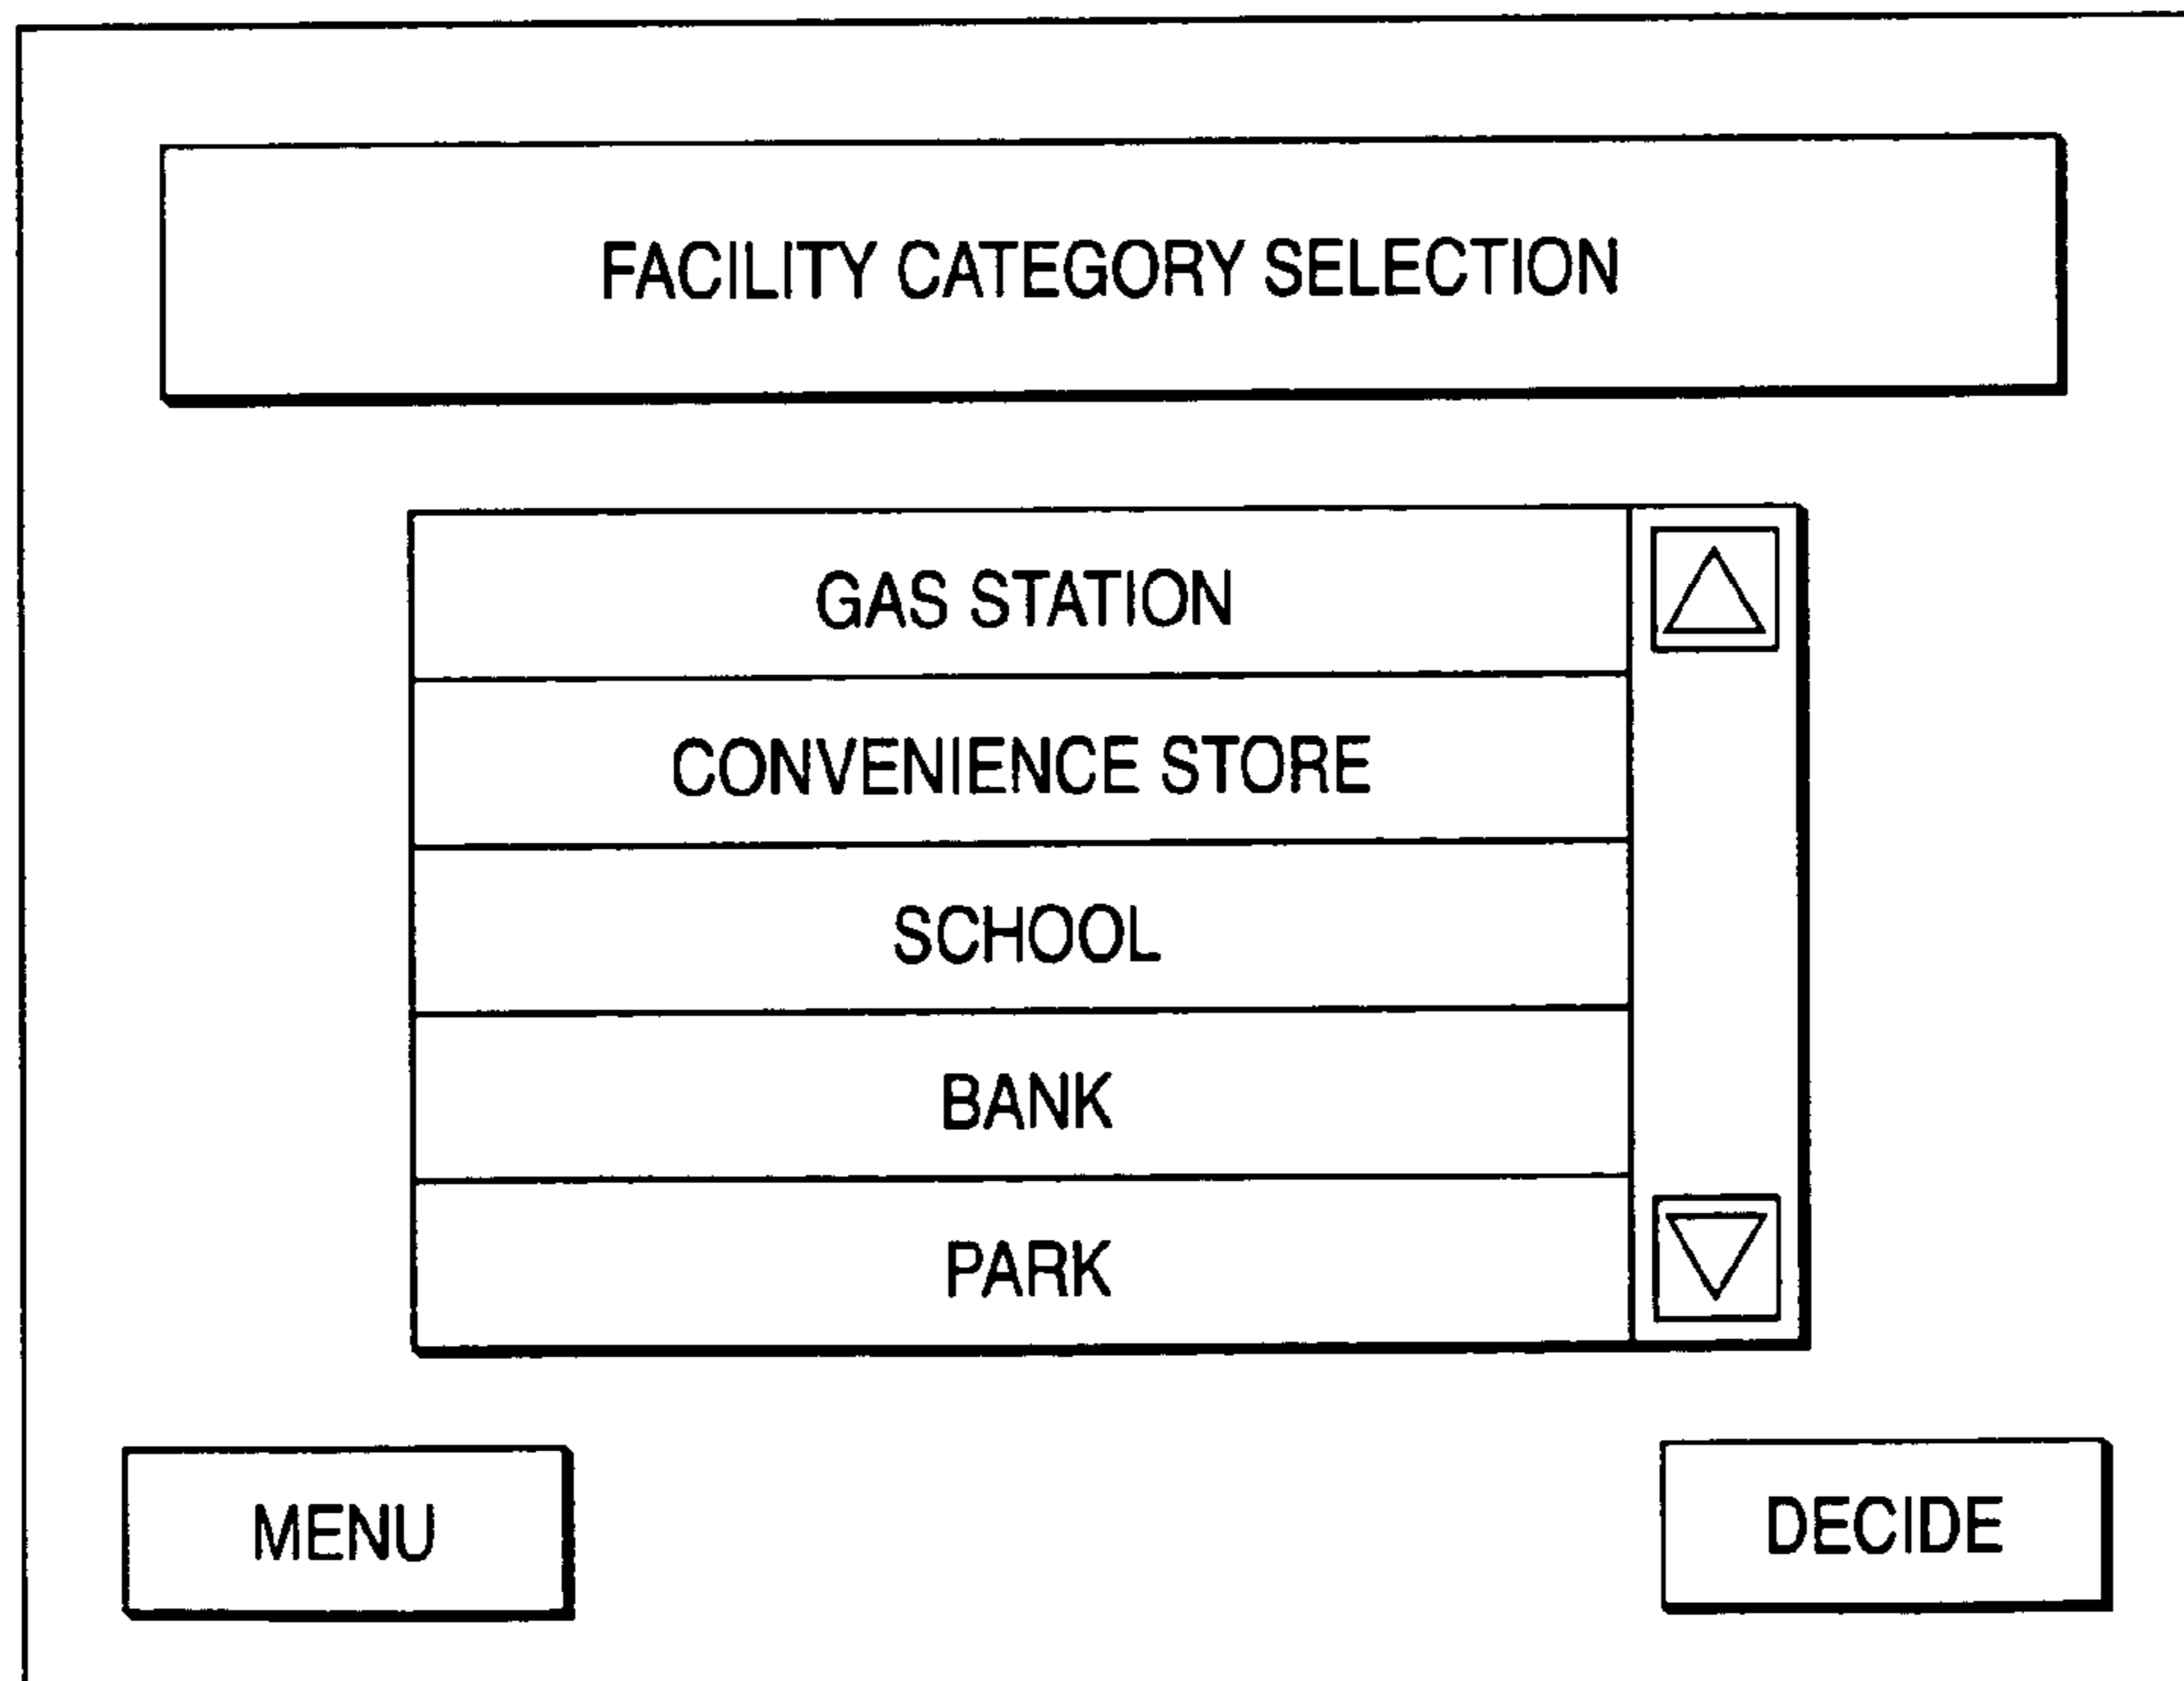 FACILITY CATEGORY SELECTION
GAS STATION
CONVENIENCE STORE
SCHOOL
BANK
PARK
MENU
DECIDE